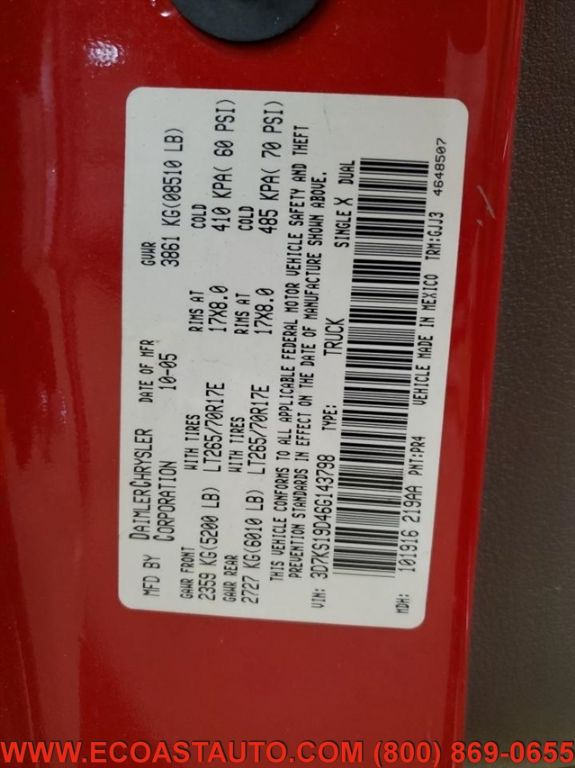 MFD BY DAIMLERCHRYSLER CORPORATION DATE OF MFR 10-05 GVWR 3861 KG(08510 LB)
GAWR FRONT WITH TIRES RIMS AT COLD
2359 KG(5200 LB) LT265/70R17E 17X8.0 410 KPA( 60 PSI)
GAWR REAR WITH TIRES RIMS AT COLD
2727 KG(6010 LB) LT265/70R17E 17X8.0 485 KPA( 70 PSI)
THIS VEHICLE CONFORMS TO ALL APPLICABLE FEDERAL MOTOR VEHICLE SAFETY AND THEFT
PREVENTION STANDARDS IN EFFECT ON THE DATE OF MANUFACTURE SHOWN ABOVE.
VIN: 3D7KS19D46G143798 TYPE: TRUCK SINGLE X DUAL
MDH: 101916 219AA PNT:PR4 VEHICLE MADE IN MEXICO TRM:GJJ3 4648507
WWW.ECOASTAUTO.COM (800) 869-0655